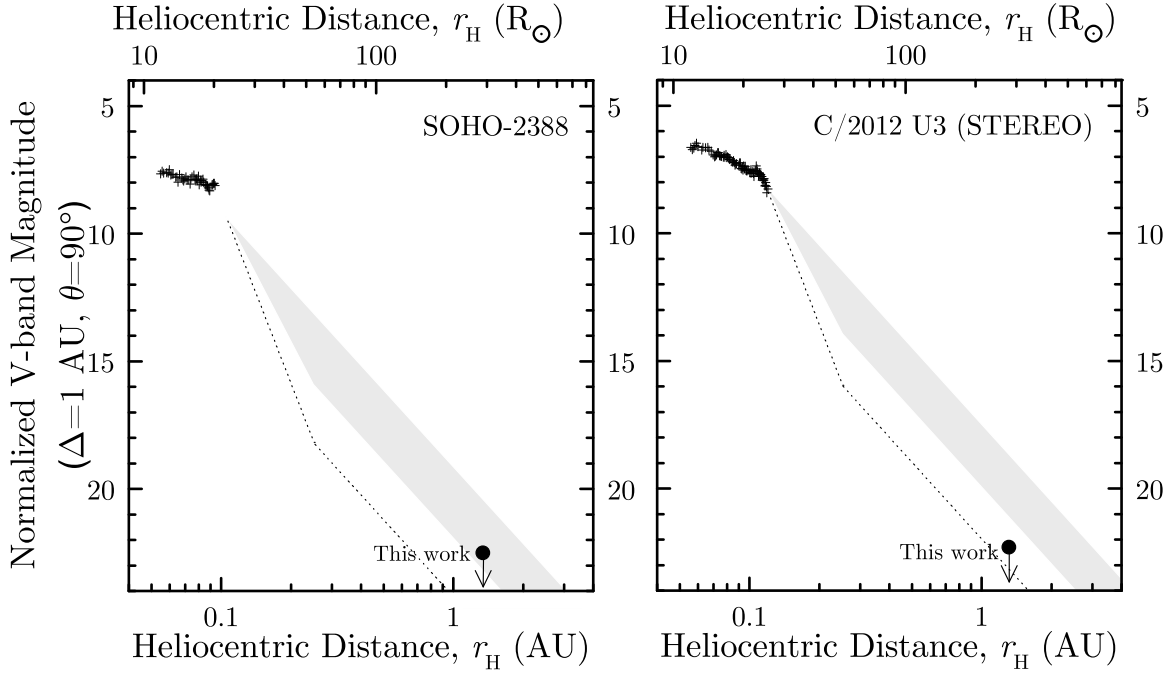 Heliocentric Distance, r_H (R_⊙)
10 100
5
10
15
20
SOHO-2388
This work
0.1 1
Heliocentric Distance, r_H (AU)
Normalized V-band Magnitude
(Δ=1 AU, θ=90°)
Heliocentric Distance, r_H (R_⊙)
10 100
5
10
15
20
C/2012 U3 (STEREO)
This work
5
10
15
20
0.1 1
Heliocentric Distance, r_H (AU)